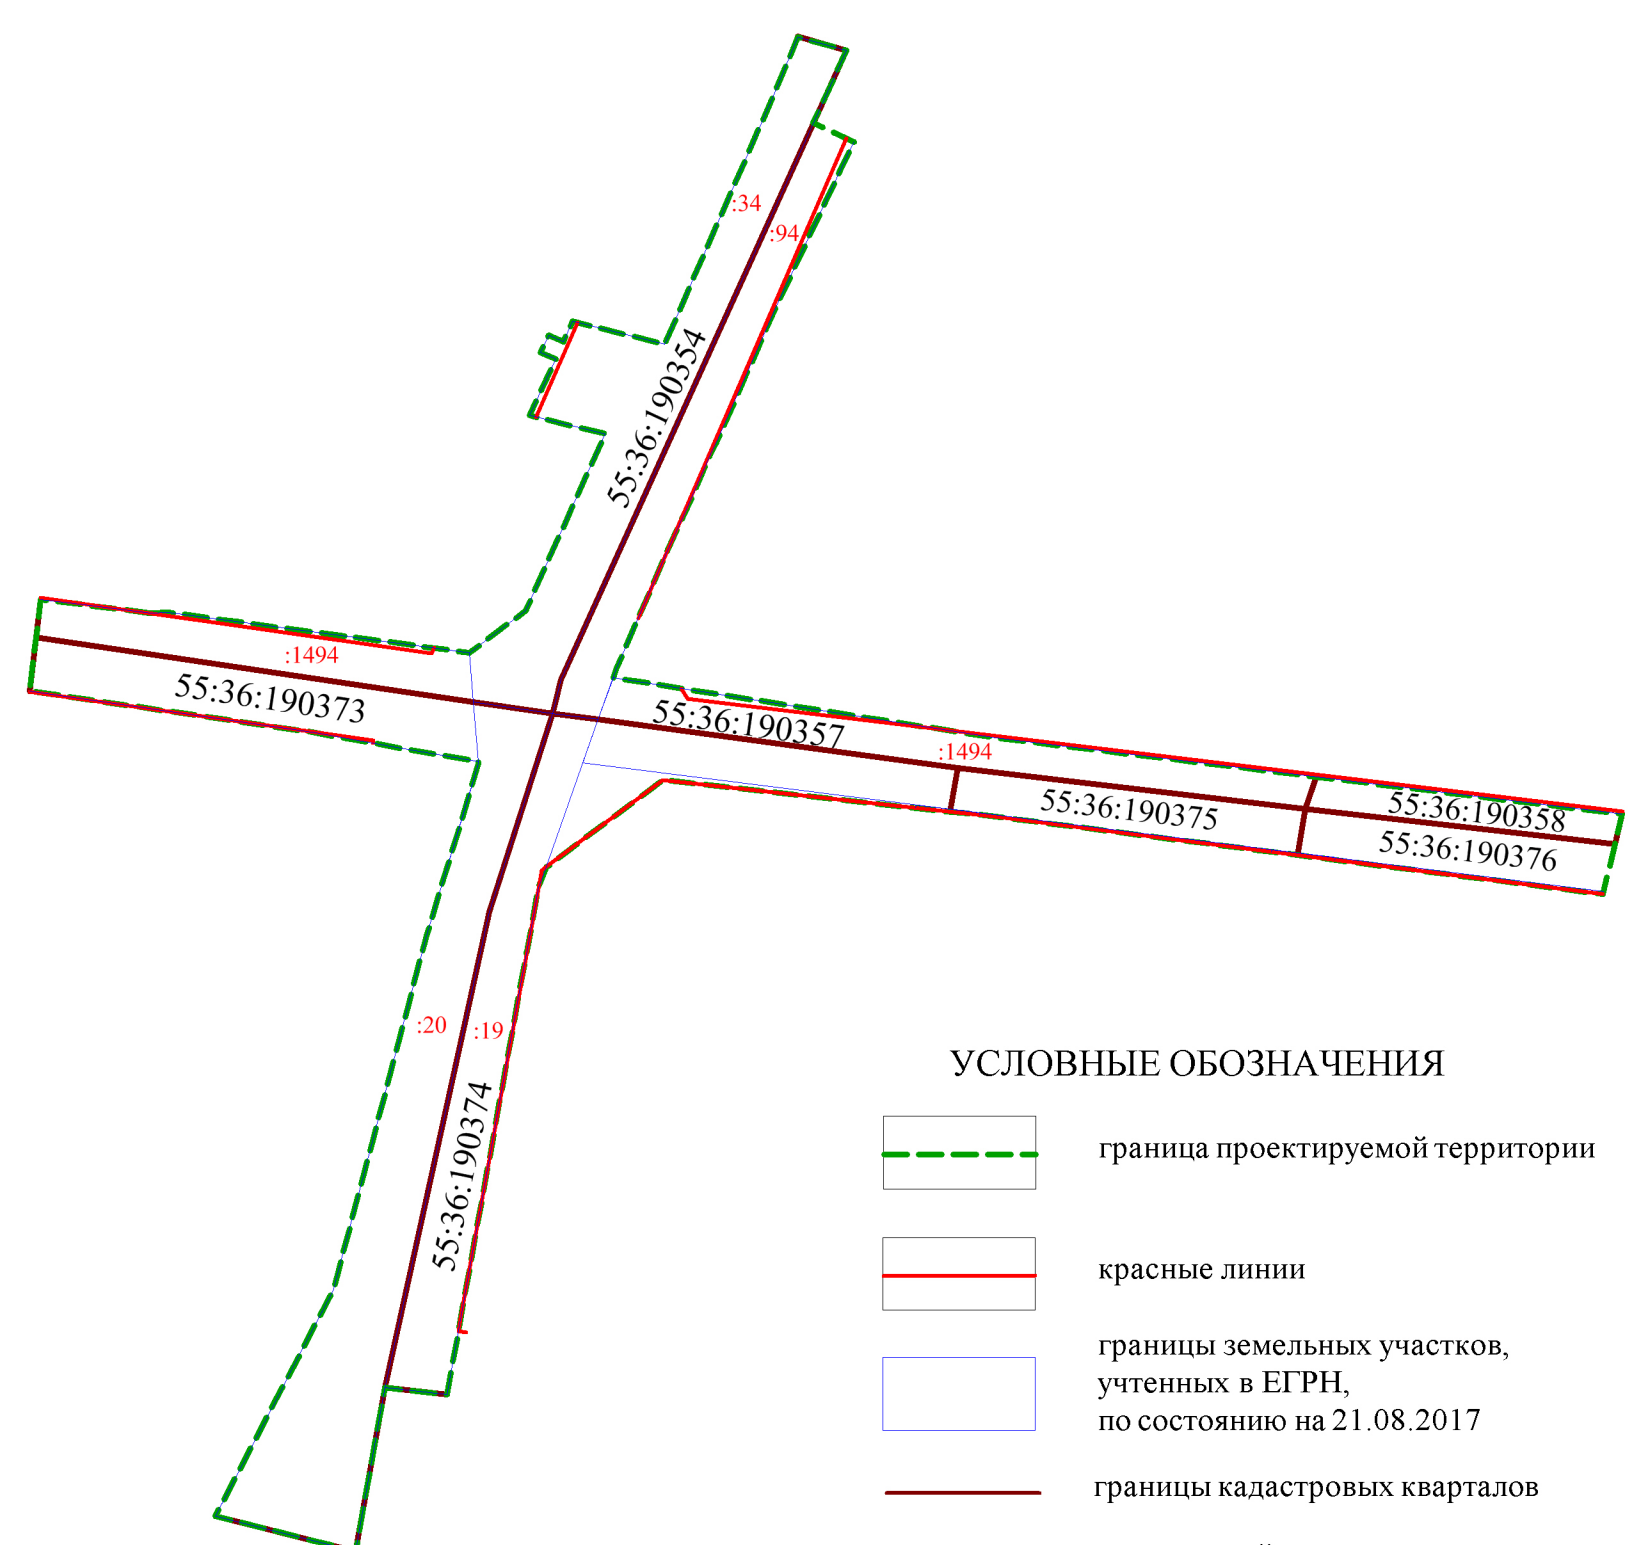 :34
:94
55:36:190354
:1494
55:36:190373
55:36:190357
:1494
55:36:190375
55:36:190358
55:36:190376
:20
:19
55:36:190374
УСЛОВНЫЕ ОБОЗНАЧЕНИЯ
граница проектируемой территории
красные линии
границы земельных участков,
учтенных в ЕГРН,
по состоянию на 21.08.2017
границы кадастровых кварталов